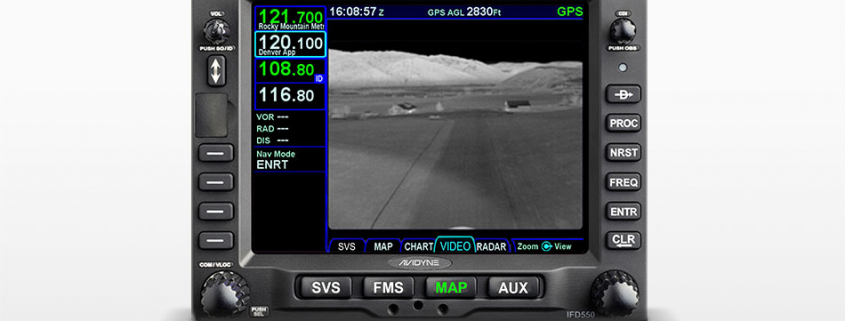 VOL
PUSH SQ/ID
121.700
Rocky Mountain Metr
120.100
Denver App
108.80
ID
116.80
VOR ---
RAD ---
DIS ---
Nav Mode
ENRT
16:08:57 Z
GPS AGL 2830Ft
GPS
SVS MAP CHART VIDEO RADAR Zoom View
CDI
PUSH OBS
D
PROC
NRST
FREQ
ENTR
CLR
COM/VLOC
PUSH SEL
AVIDYNE
SVS FMS MAP AUX
IFD550